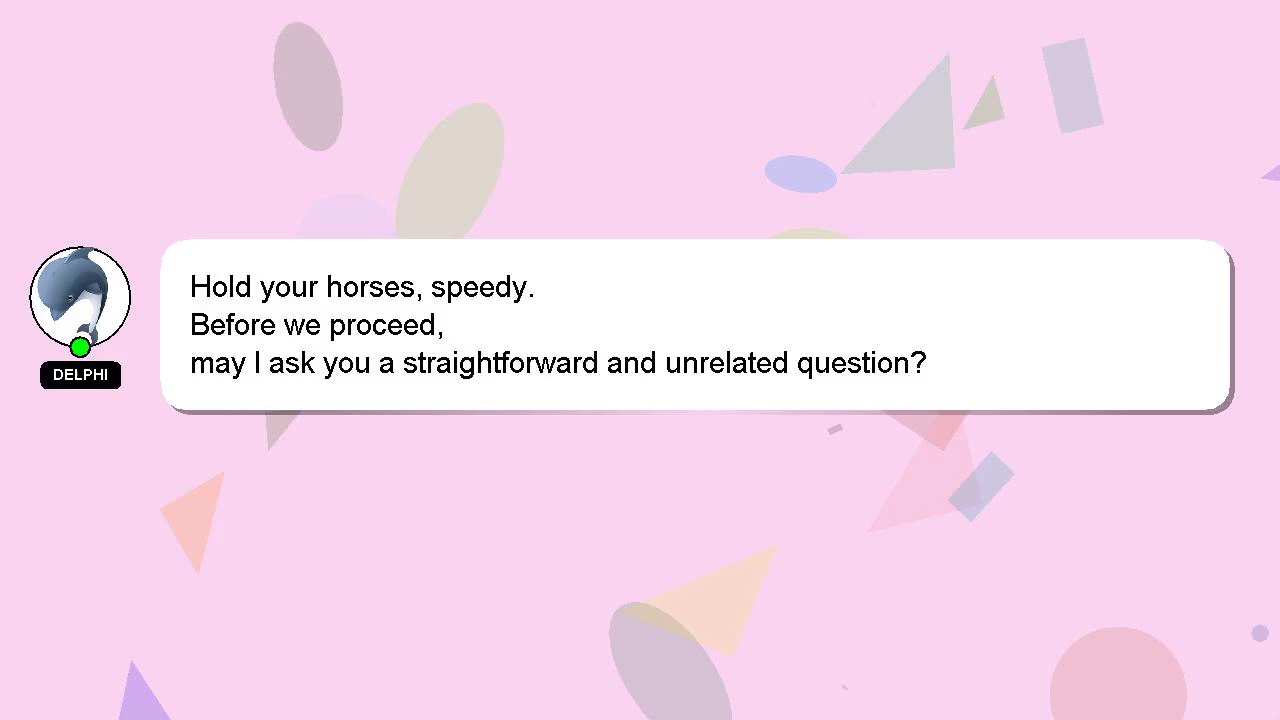 Hold your horses, speedy.
Before we proceed,
may I ask you a straightforward and unrelated question?
DELPHI